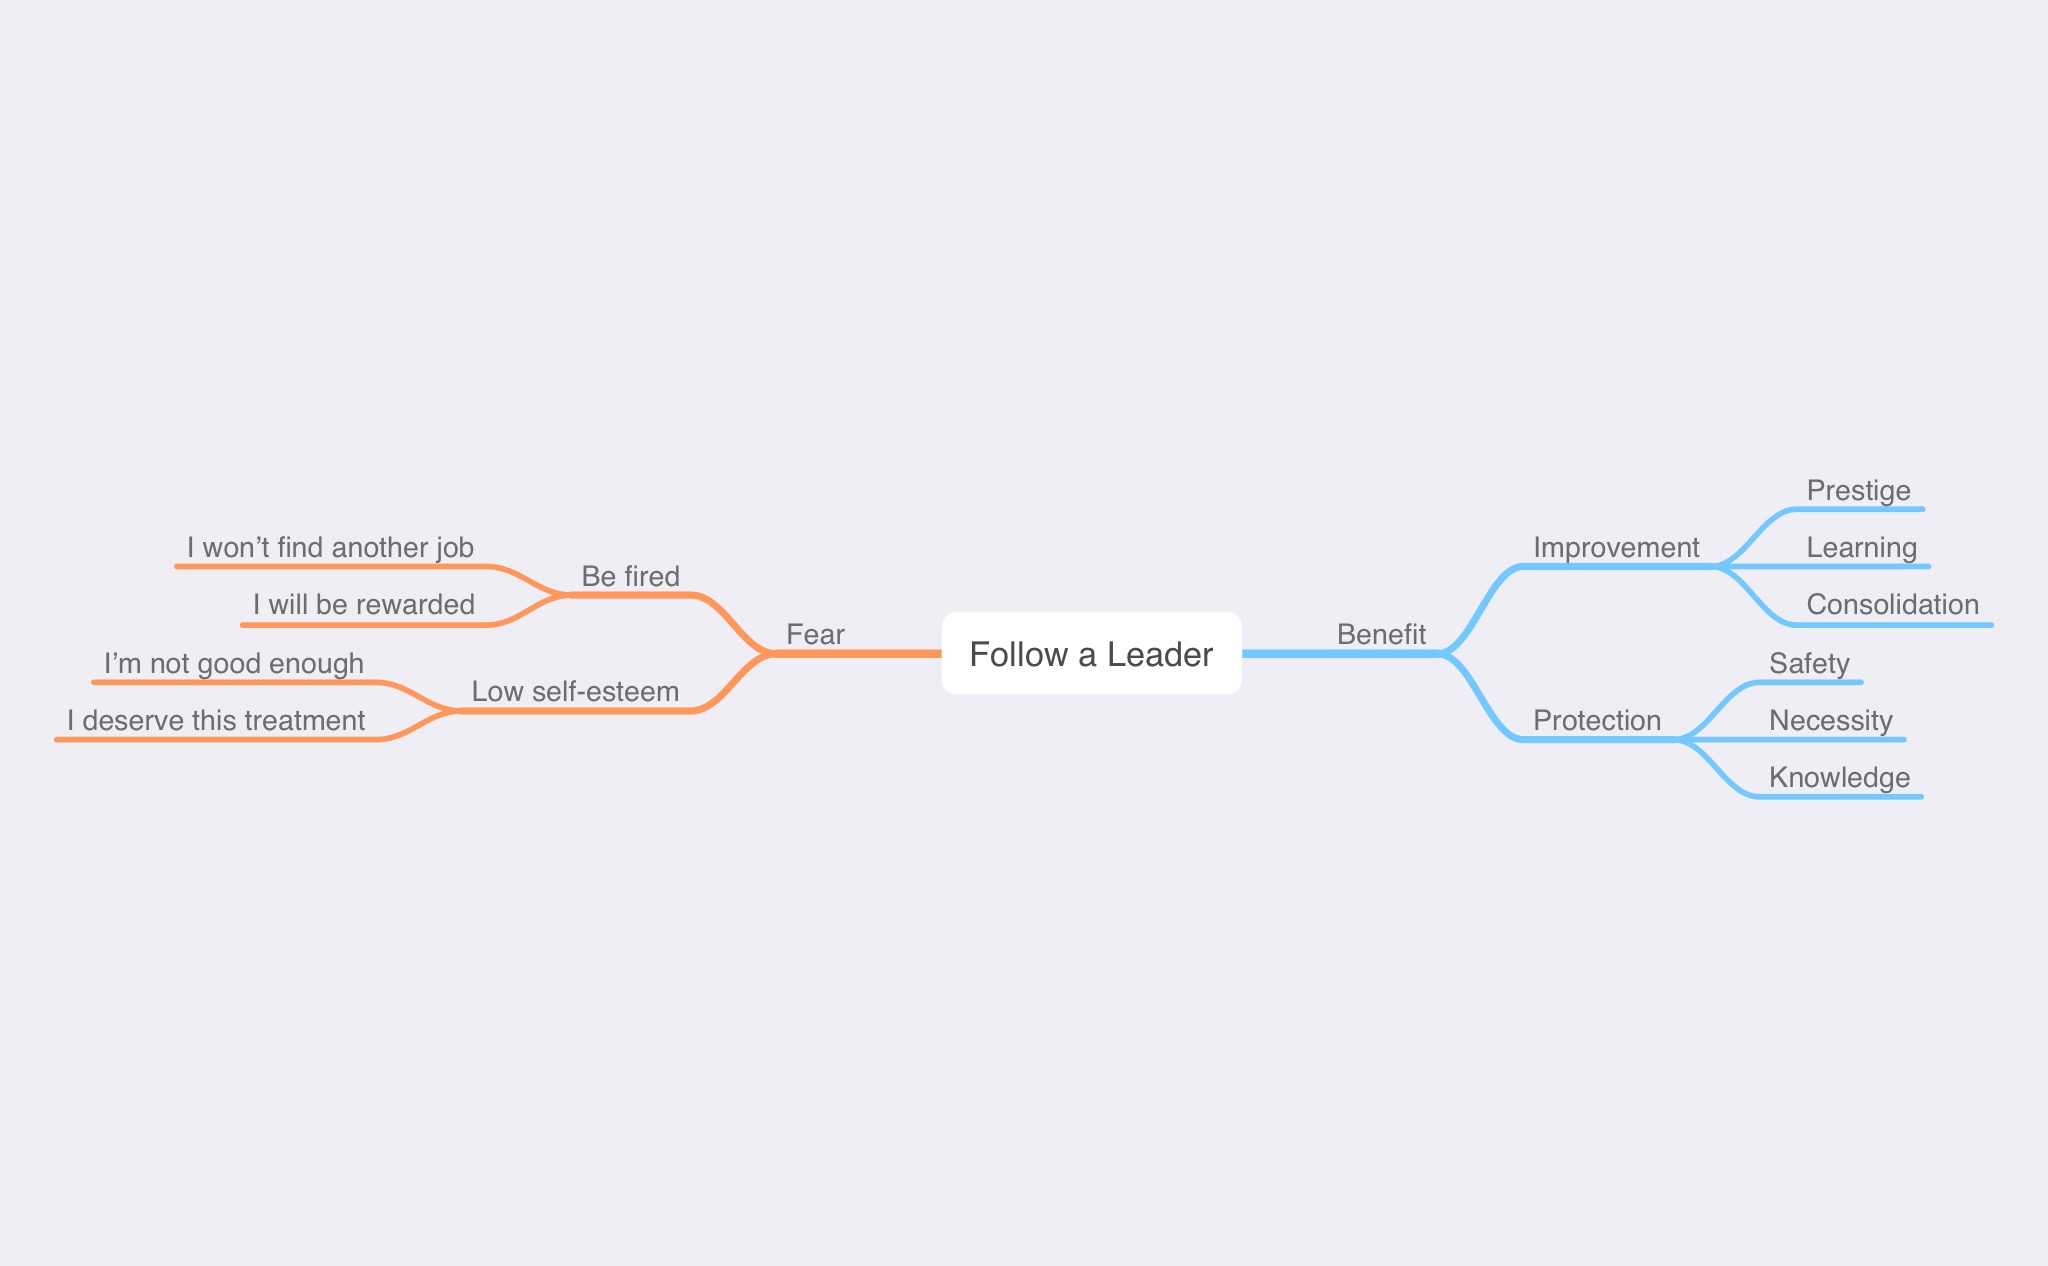 Follow a Leader
Fear
Be fired
I won’t find another job
I will be rewarded
Low self-esteem
I’m not good enough
I deserve this treatment
Benefit
Improvement
Prestige
Learning
Consolidation
Protection
Safety
Necessity
Knowledge